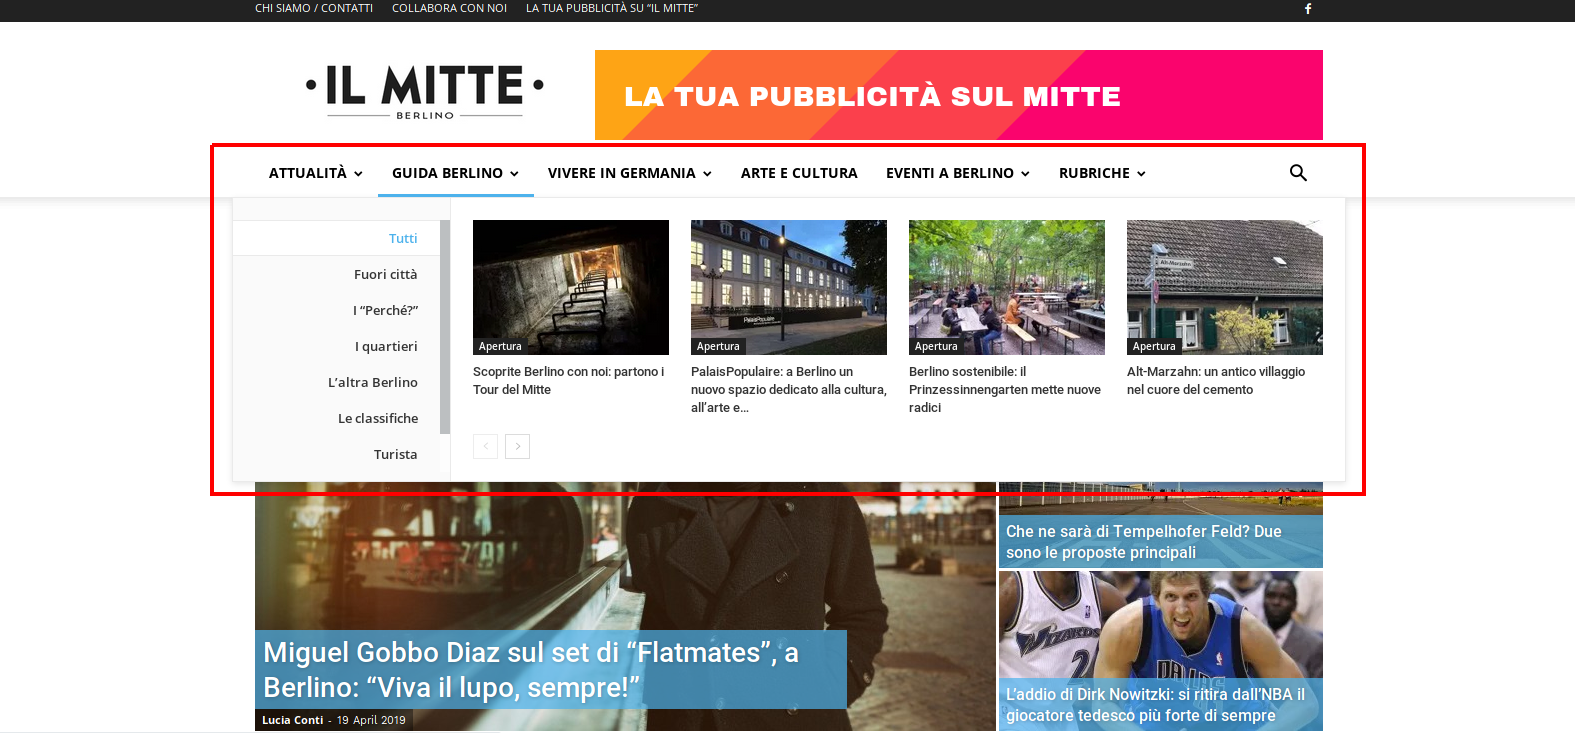 CHI SIAMO / CONTATTI COLLABORA CON NOI LA TUA PUBBLICITÀ SU “IL MITTE”
IL MITTE
BERLINO
LA TUA PUBBLICITÀ SUL MITTE
ATTUALITÀ GUIDA BERLINO VIVERE IN GERMANIA ARTE E CULTURA EVENTI A BERLINO RUBRICHE
Tutti
Fuori città
I “Perché?”
I quartieri
L’altra Berlino
Le classifiche
Turista
Apertura
Scoprite Berlino con noi: partono i
Tour del Mitte
PalaisPopulaire
Apertura
PalaisPopulaire: a Berlino un
nuovo spazio dedicato alla cultura,
all’arte e...
Apertura
Berlino sostenibile: il
Prinzessinnengarten mette nuove
radici
Alt-Marzahn
Apertura
Alt-Marzahn: un antico villaggio
nel cuore del cemento
Miguel Gobbo Diaz sul set di “Flatmates”, a
Berlino: “Viva il lupo, sempre!”
Lucia Conti - 19 April 2019
Che ne sarà di Tempelhofer Feld? Due
sono le proposte principali
WIZARDS
2
DALLAS
L’addio di Dirk Nowitzki: si ritira dall’NBA il
giocatore tedesco più forte di sempre